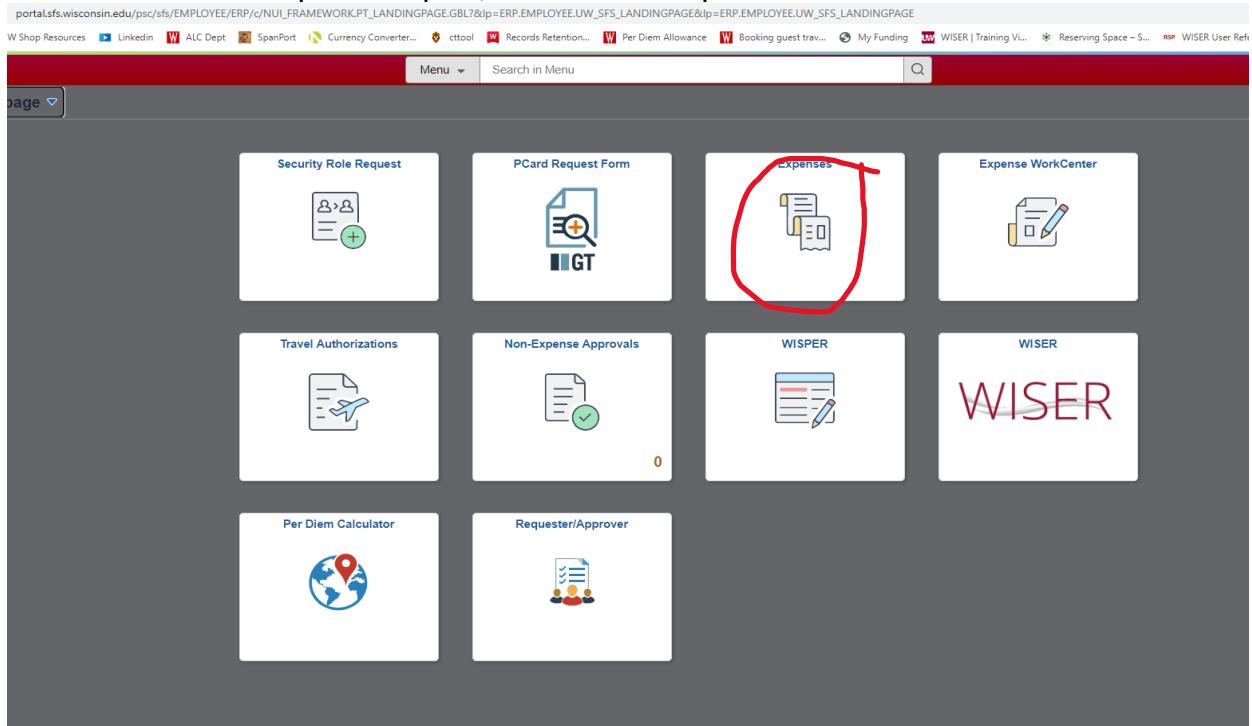 portal.sfs.wisconsin.edu/psc/sfs/EMPLOYEE/ERP/c/NUI_FRAMEWORK.PT_LANDINGPAGE.GBL?&lp=ERP.EMPLOYEE.UW_SFS_LANDINGPAGE&lp=ERP.EMPLOYEE.UW_SFS_LANDINGPAGE
W Shop Resources Linkedin ALC Dept SpanPort Currency Converter... cttool Records Retention... Per Diem Allowance Booking guest trav... My Funding WISER | Training Vi... Reserving Space – S... RSP WISER User Refe
Menu Search in Menu
page
Security Role Request PCard Request Form Expenses Expense WorkCenter
GT
Travel Authorizations Non-Expense Approvals WISPER WISER
WISER
0
Per Diem Calculator Requester/Approver